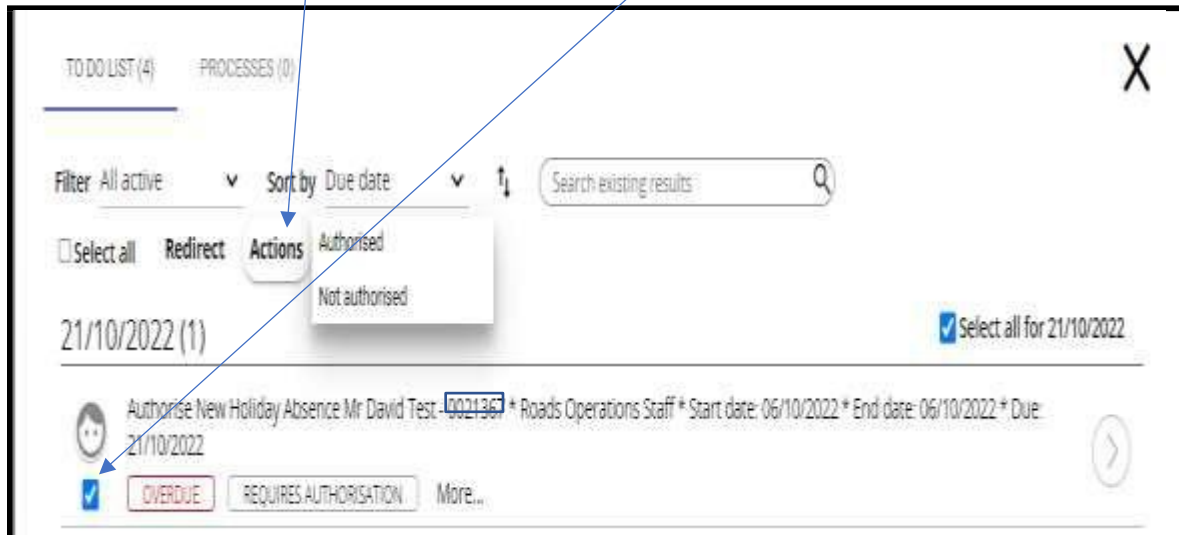 TO DO LIST (4) PROCESSES (0) X
Filter All active Sort by Due date Search existing results
Select all Redirect Actions Authorised
Not authorised
21/10/2022 (1) Select all for 21/10/2022
Authorise New Holiday Absence Mr David Test - 0021367 * Roads Operations Staff * Start date: 06/10/2022 * End date: 06/10/2022 * Due:
21/10/2022
OVERDUE REQUIRES AUTHORISATION More...